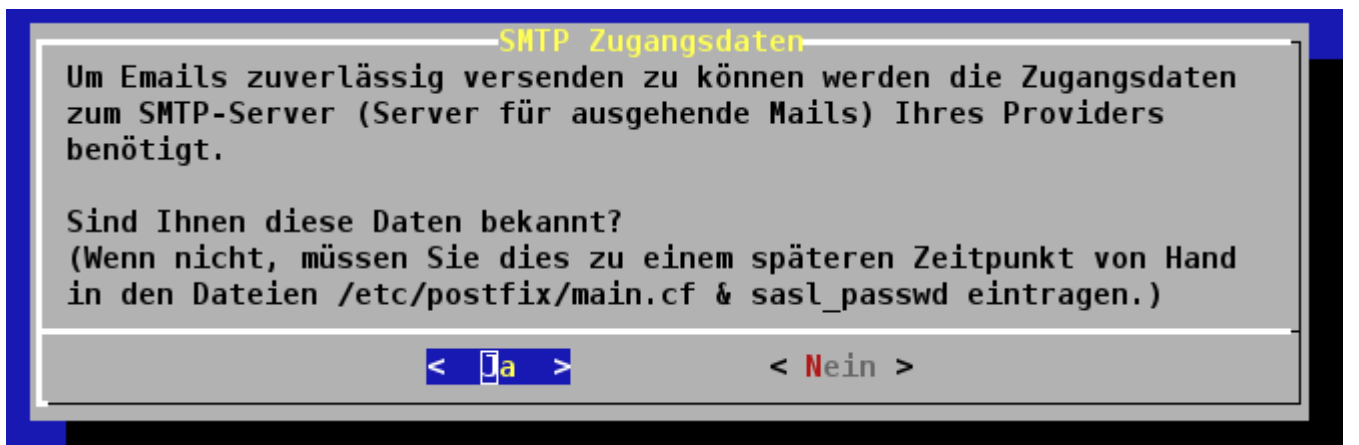 SMTP Zugangsdaten
Um Emails zuverlässig versenden zu können werden die Zugangsdaten
zum SMTP-Server (Server für ausgehende Mails) Ihres Providers
benötigt.
Sind Ihnen diese Daten bekannt?
(Wenn nicht, müssen Sie dies zu einem späteren Zeitpunkt von Hand
in den Dateien /etc/postfix/main.cf & sasl_passwd eintragen.)
< Ja > < Nein >